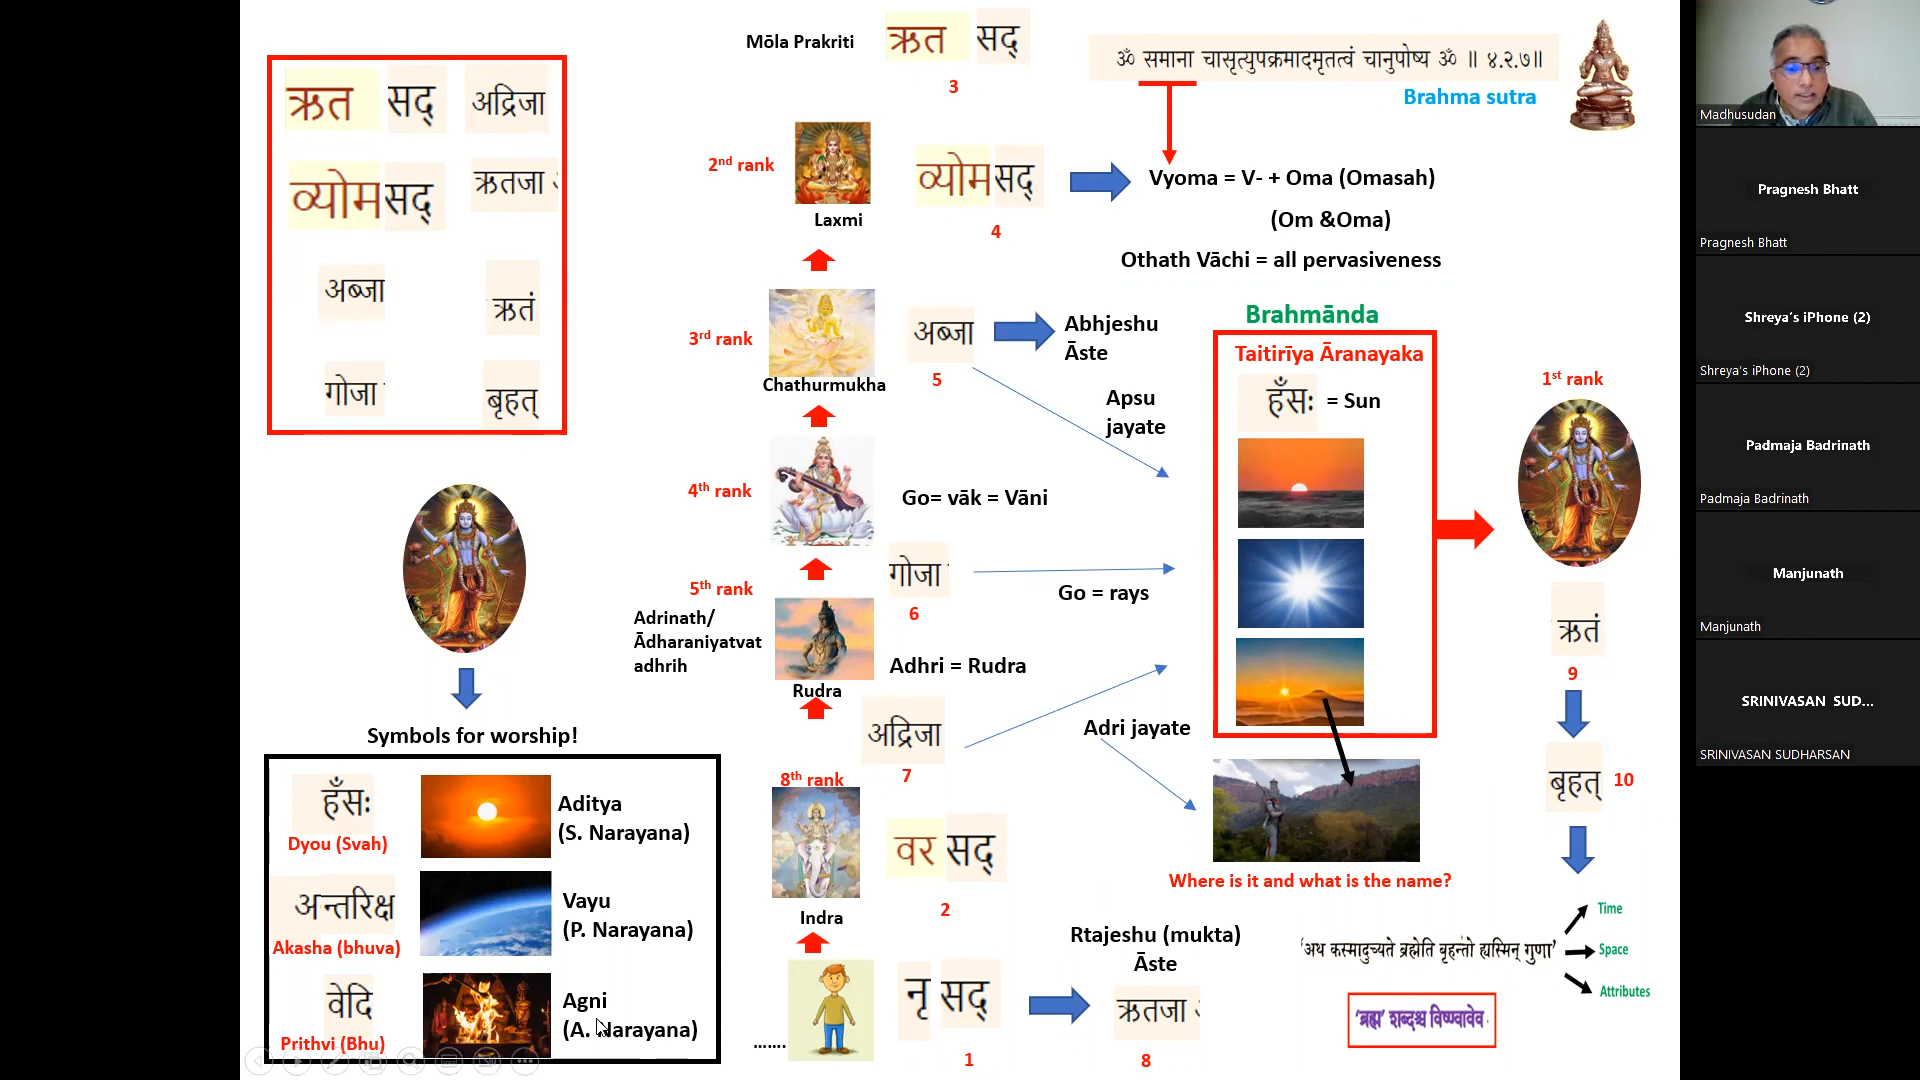 ऋत सद् अद्रिजा
व्योमसद् ऋतजा
अब्जा ऋतं
गोजा बृहत्
Symbols for worship!
हँसः
Dyou (Svah)
Aditya
(S. Narayana)
अन्तरिक्ष
Akasha (bhuva)
Vayu
(P. Narayana)
वेदि
Prithvi (Bhu)
Agni
(A. Narayana)
Mōla Prakriti ऋत सद्
3
ॐ समाना चासृत्युपक्रमादमृतत्वं चानुपोष्य ॐ ॥ ४.२.७॥
Brahma sutra
2nd rank
Laxmi
व्योमसद्
4
Vyoma = V- + Oma (Omasah)
(Om &Oma)
Othath Vāchi = all pervasiveness
3rd rank
Chathurmukha
अब्जा
5
Abhjeshu
Āste
Apsu
jayate
4th rank
Go= vāk = Vāni
गोजा
6
Go = rays
5th rank
Adrinath/
Ādharaniyatvat
adhrih
Rudra
Adhri = Rudra
अद्रिजा
7
Adri jayate
8th rank
Indra
वर सद्
2
.......
नृ सद्
1
Rtajeshu (mukta)
Āste
ऋतजा
8
Brahmānda
Taitirīya Āranayaka
हँसः = Sun
Where is it and what is the name?
1st rank
ऋतं
9
बृहत् 10
'अथ कस्मादुच्यते ब्रह्मेति बृहन्तो ह्यस्मिन् गुणा'
Time
Space
Attributes
'ब्रह्म' शब्दश्च विष्ण्वावेव
Madhusudan
Pragnesh Bhatt
Pragnesh Bhatt
Shreya's iPhone (2)
Shreya's iPhone (2)
Padmaja Badrinath
Padmaja Badrinath
Manjunath
Manjunath
SRINIVASAN SUD...
SRINIVASAN SUDHARSAN